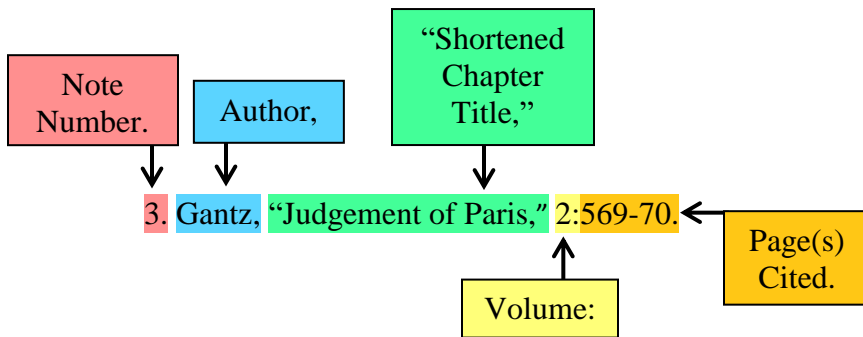 “Shortened
Chapter
Title,”
Note
Number.
Author,
3. Gantz, “Judgement of Paris,” 2:569-70.
Page(s)
Cited.
Volume: